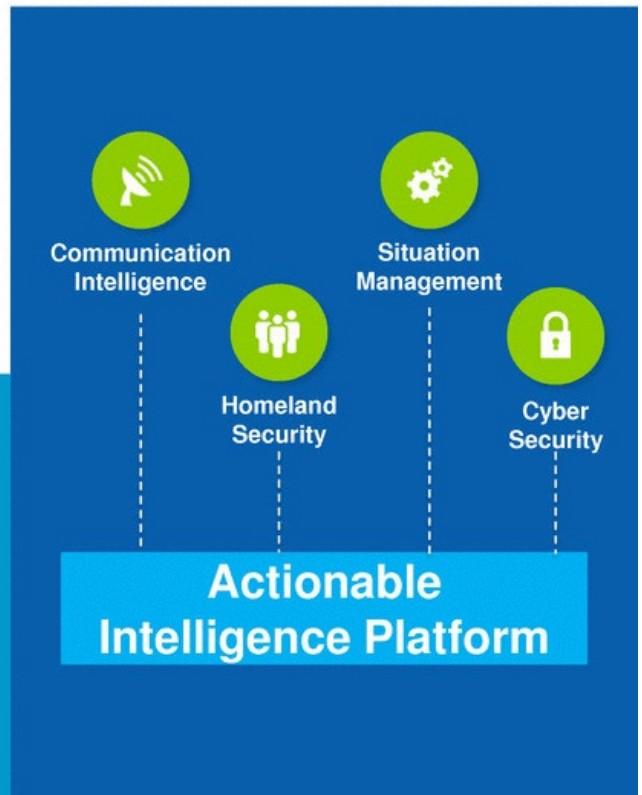 Communication
Intelligence
Situation
Management
Homeland
Security
Cyber
Security
Actionable
Intelligence Platform